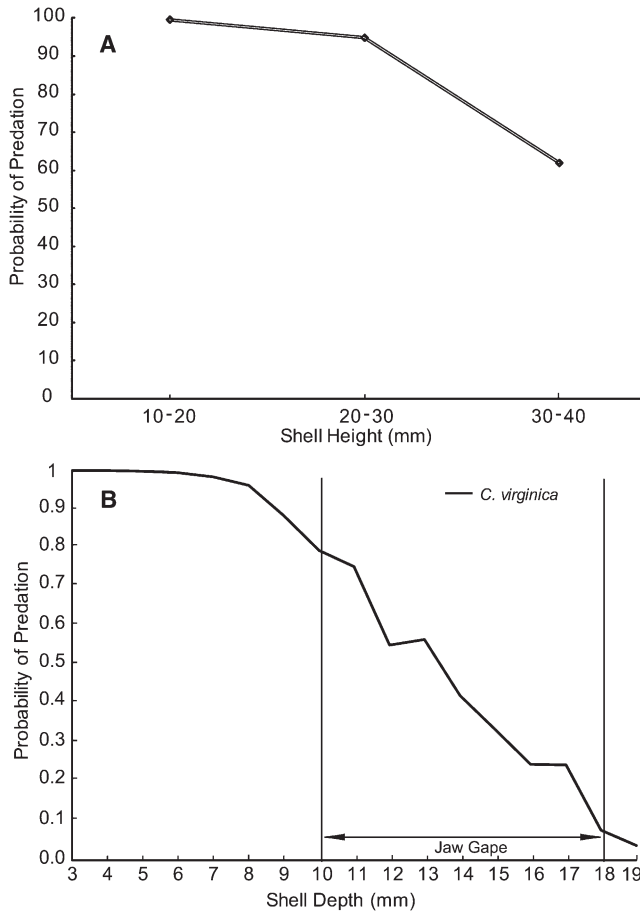 A
Probability of Predation
100
90
80
70
60
50
40
30
20
10
0
10-20 20-30 30-40
Shell Height (mm)
B
C. virginica
Probability of Predation
1
0.9
0.8
0.7
0.6
0.5
0.4
0.3
0.2
0.1
0.0
Jaw Gape
3 4 5 6 7 8 9 10 11 12 13 14 15 16 17 18 19
Shell Depth (mm)